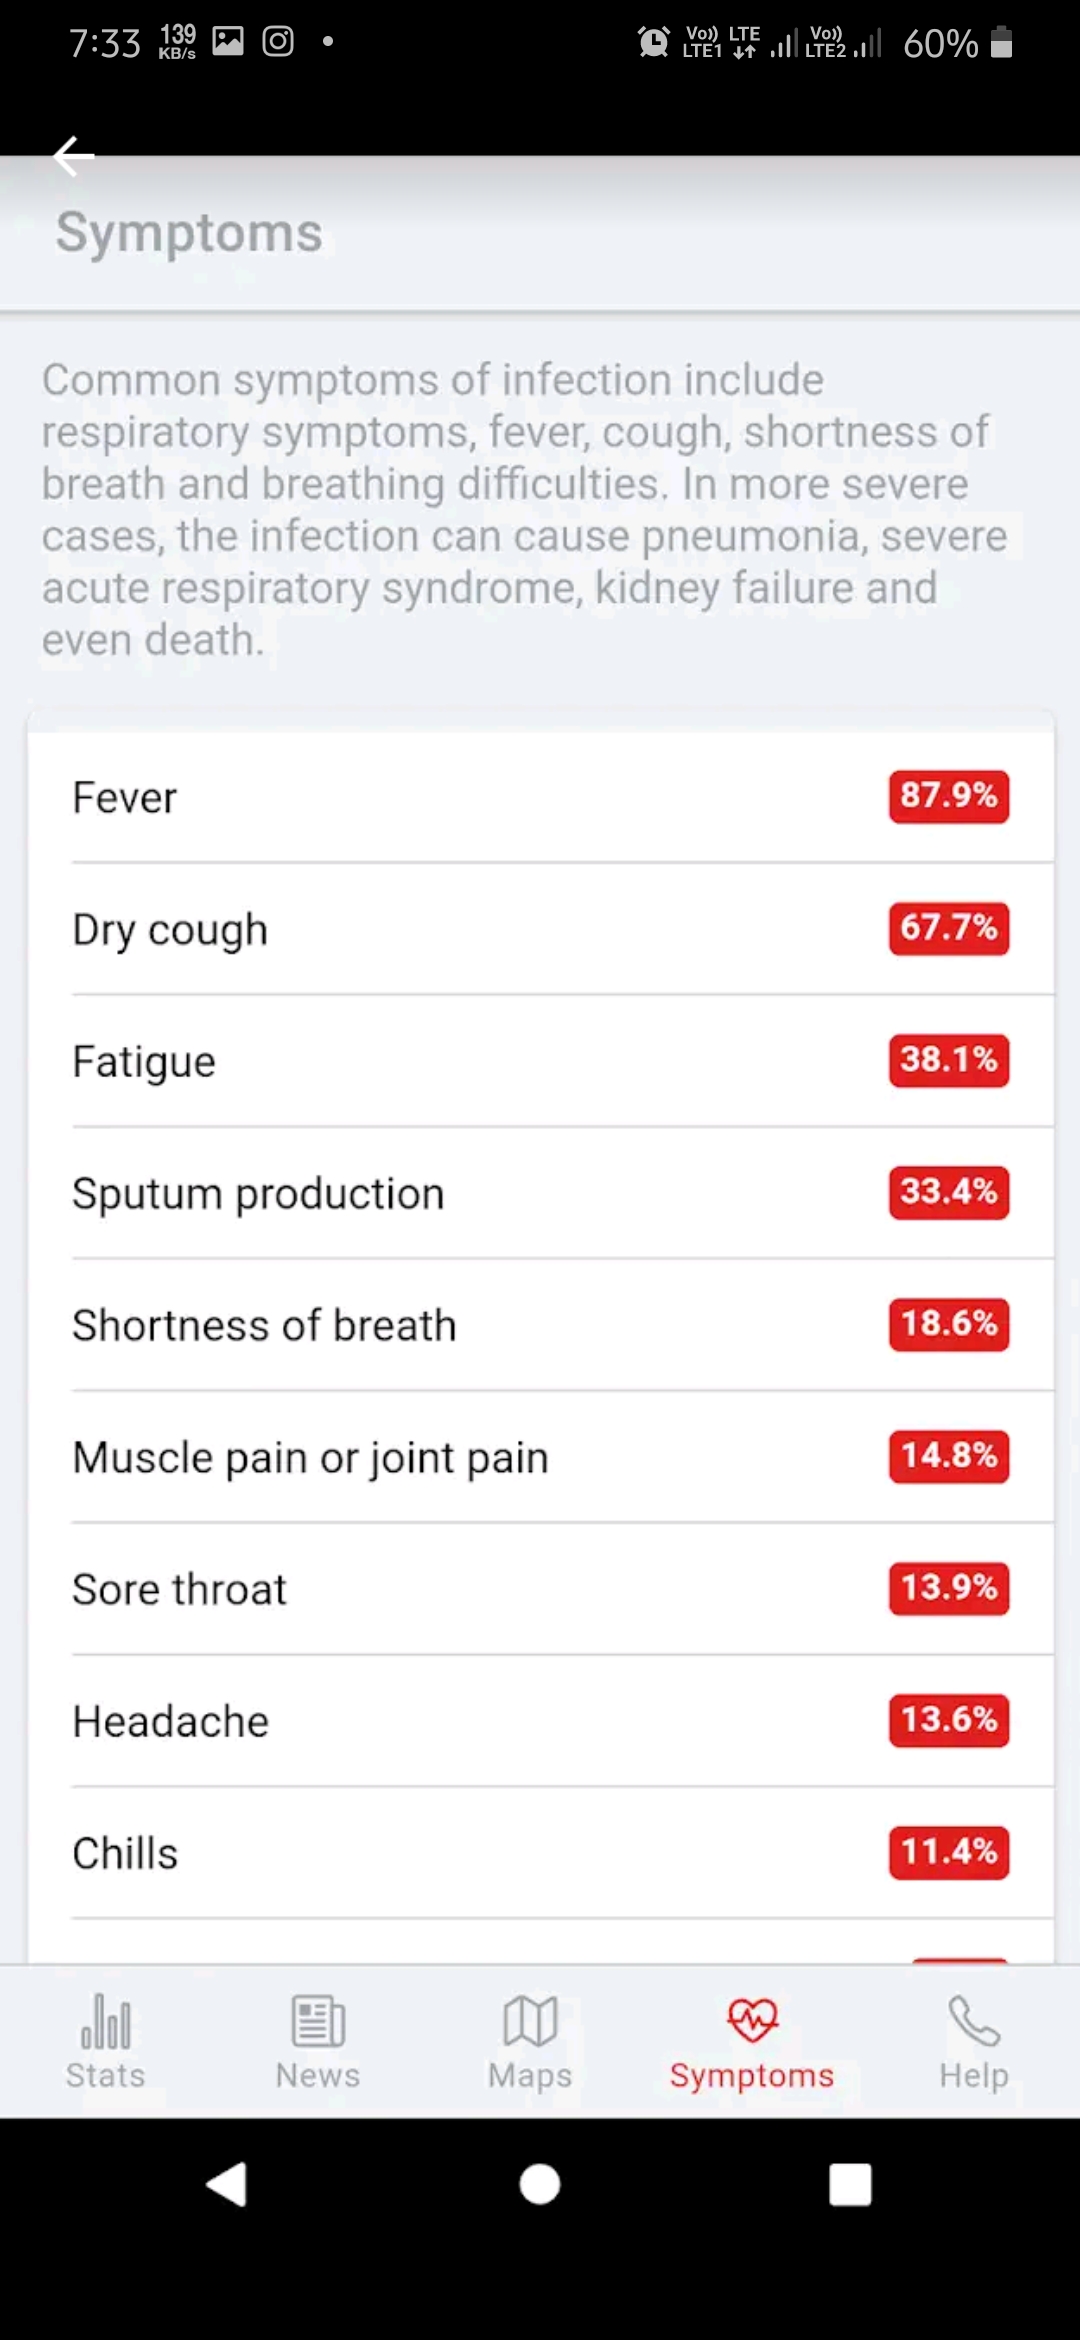 7:33 139 KB/s Vo)) LTE1 LTE Vo)) LTE2 60%
Symptoms
Common symptoms of infection include
respiratory symptoms, fever, cough, shortness of
breath and breathing difficulties. In more severe
cases, the infection can cause pneumonia, severe
acute respiratory syndrome, kidney failure and
even death.
Fever 87.9%
Dry cough 67.7%
Fatigue 38.1%
Sputum production 33.4%
Shortness of breath 18.6%
Muscle pain or joint pain 14.8%
Sore throat 13.9%
Headache 13.6%
Chills 11.4%
Stats News Maps Symptoms Help